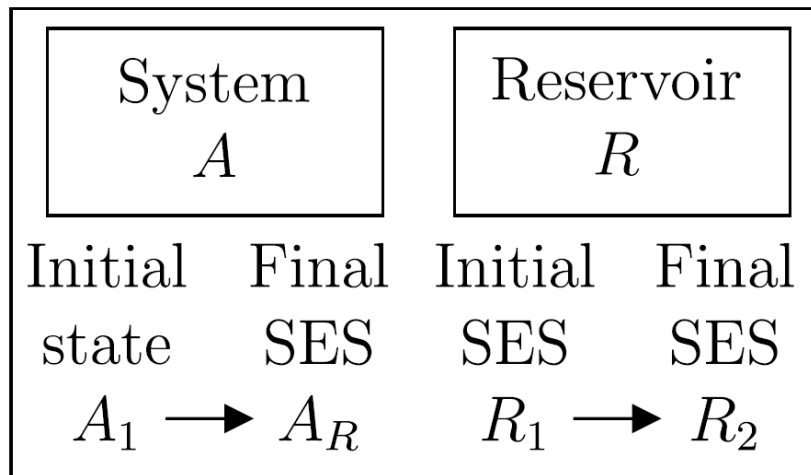 System
A
Reservoir
R
Initial Final Initial Final
state SES SES SES
A₁ → A_R R₁ → R₂